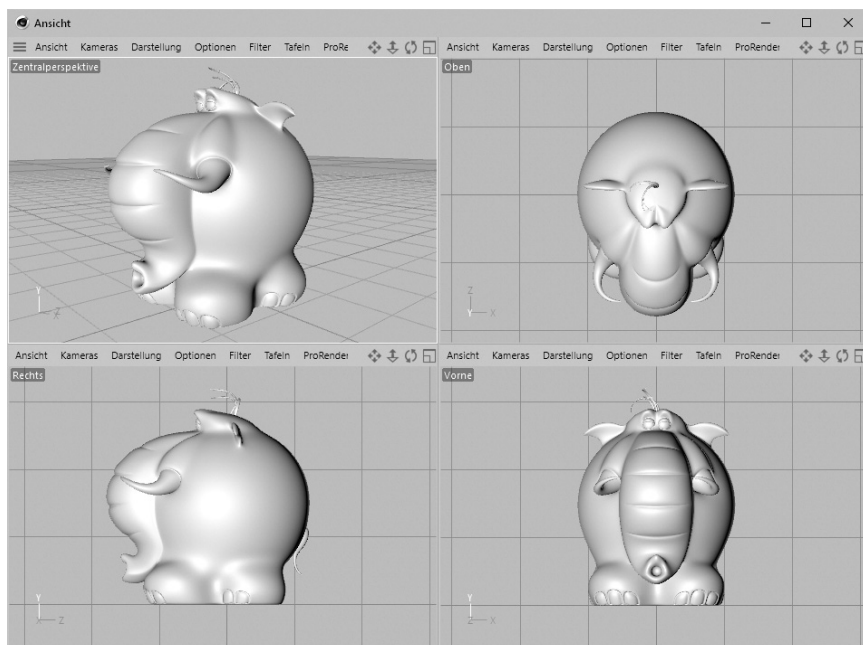 Ansicht
Ansicht Kameras Darstellung Optionen Filter Tafeln ProRe
Ansicht Kameras Darstellung Optionen Filter Tafeln ProRender
Zentralperspektive
Oben
Y
Z
Z
Y X
Ansicht Kameras Darstellung Optionen Filter Tafeln ProRender
Ansicht Kameras Darstellung Optionen Filter Tafeln ProRender
Rechts
Vorne
Y
X Z
Y
Z X